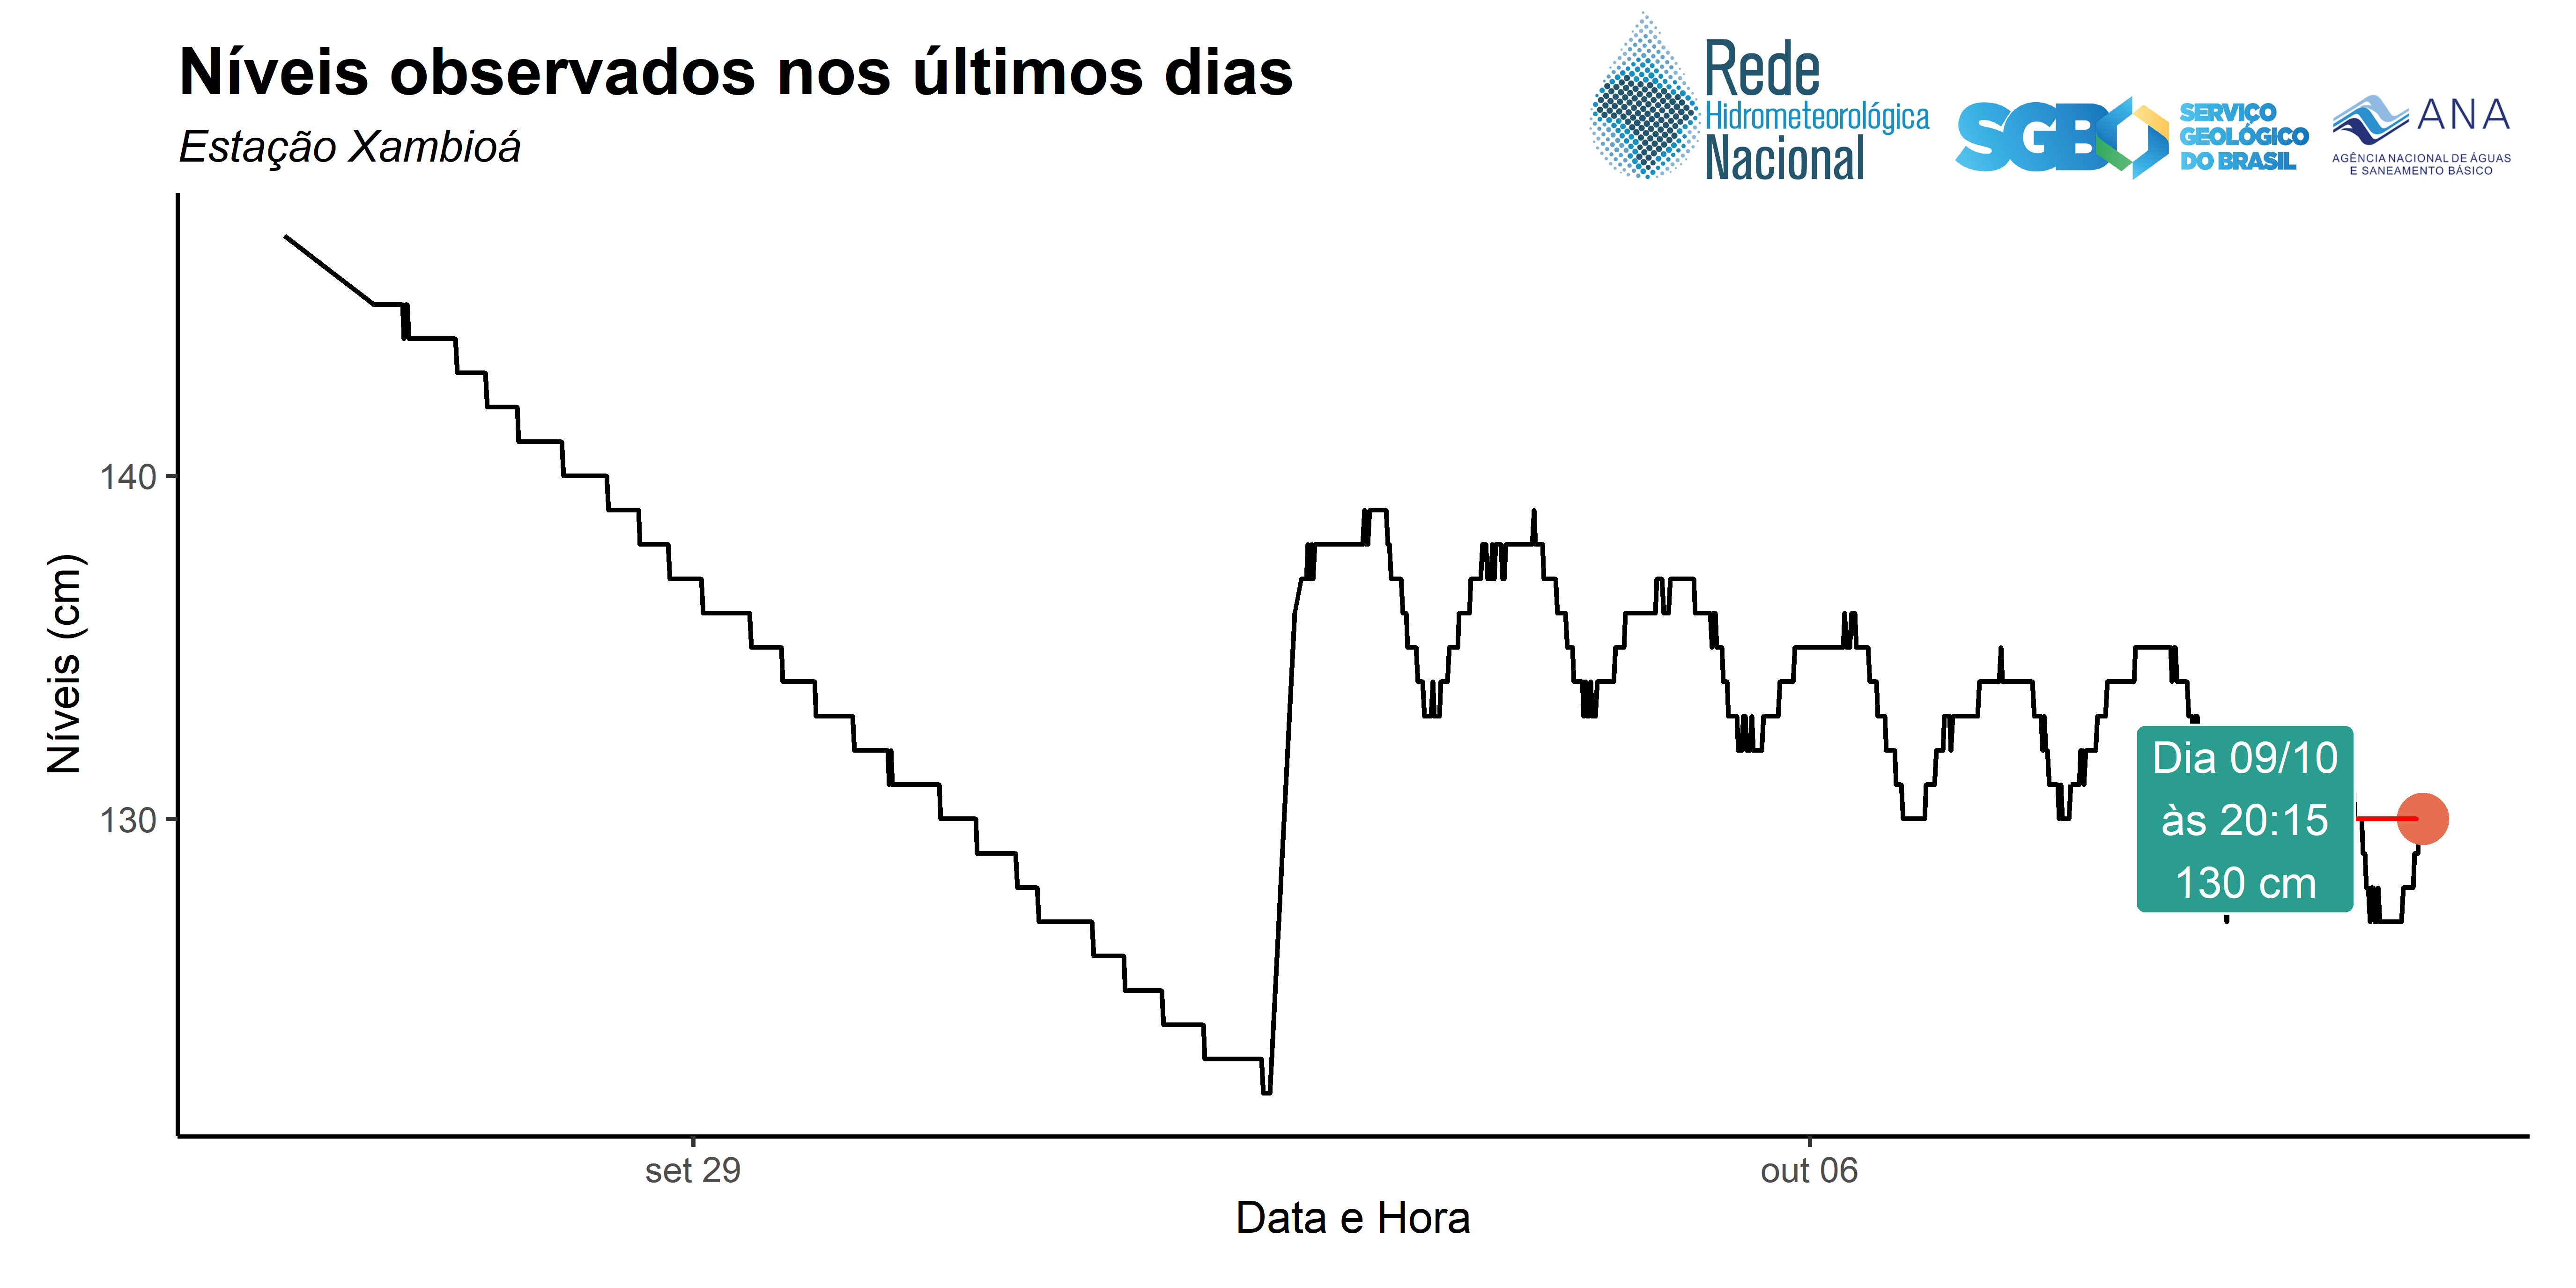 Níveis observados nos últimos dias
Estação Xambioá
Rede
Hidrometeorológica
Nacional
SGB
SERVIÇO
GEOLÓGICO
DO BRASIL
ANA
AGÊNCIA NACIONAL DE ÁGUAS
E SANEAMENTO BÁSICO
Níveis (cm)
140
130
Dia 09/10
às 20:15
130 cm
set 29
out 06
Data e Hora